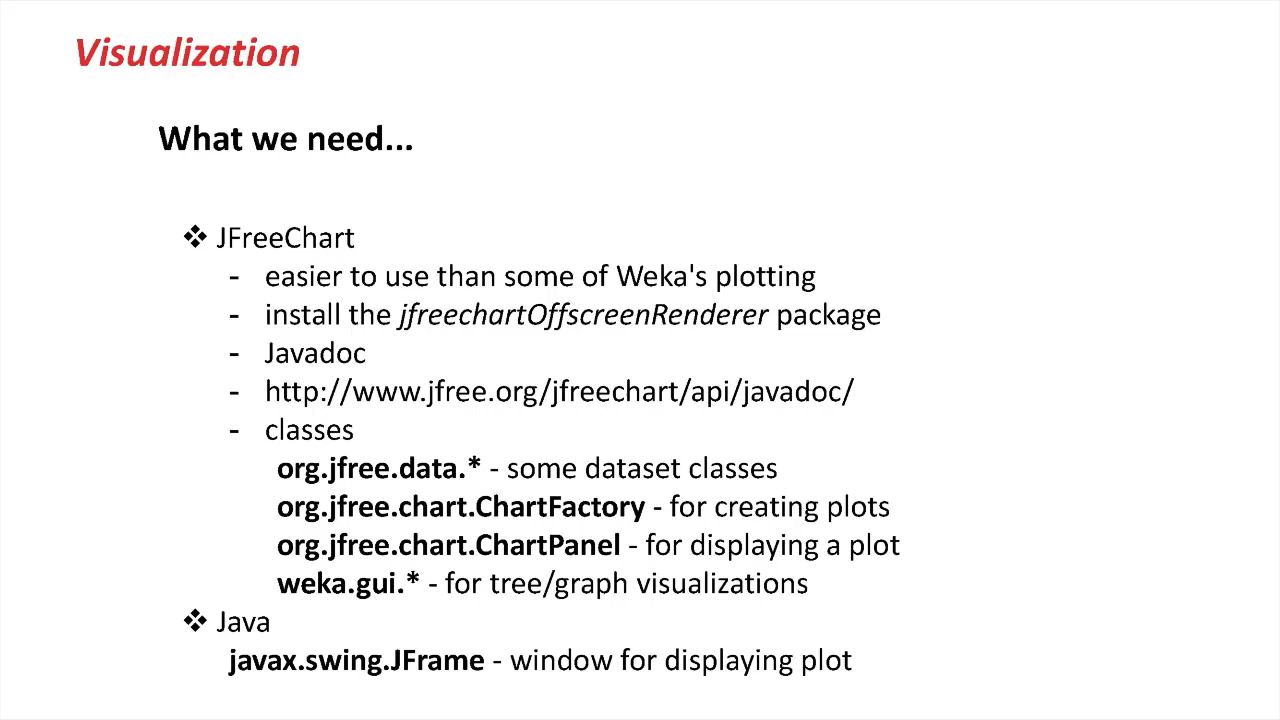 Visualization
What we need...
❖ JFreeChart
- easier to use than some of Weka's plotting
- install the jfreechartOffscreenRenderer package
- Javadoc
- http://www.jfree.org/jfreechart/api/javadoc/
- classes
org.jfree.data.* - some dataset classes
org.jfree.chart.ChartFactory - for creating plots
org.jfree.chart.ChartPanel - for displaying a plot
weka.gui.* - for tree/graph visualizations
❖ Java
javax.swing.JFrame - window for displaying plot